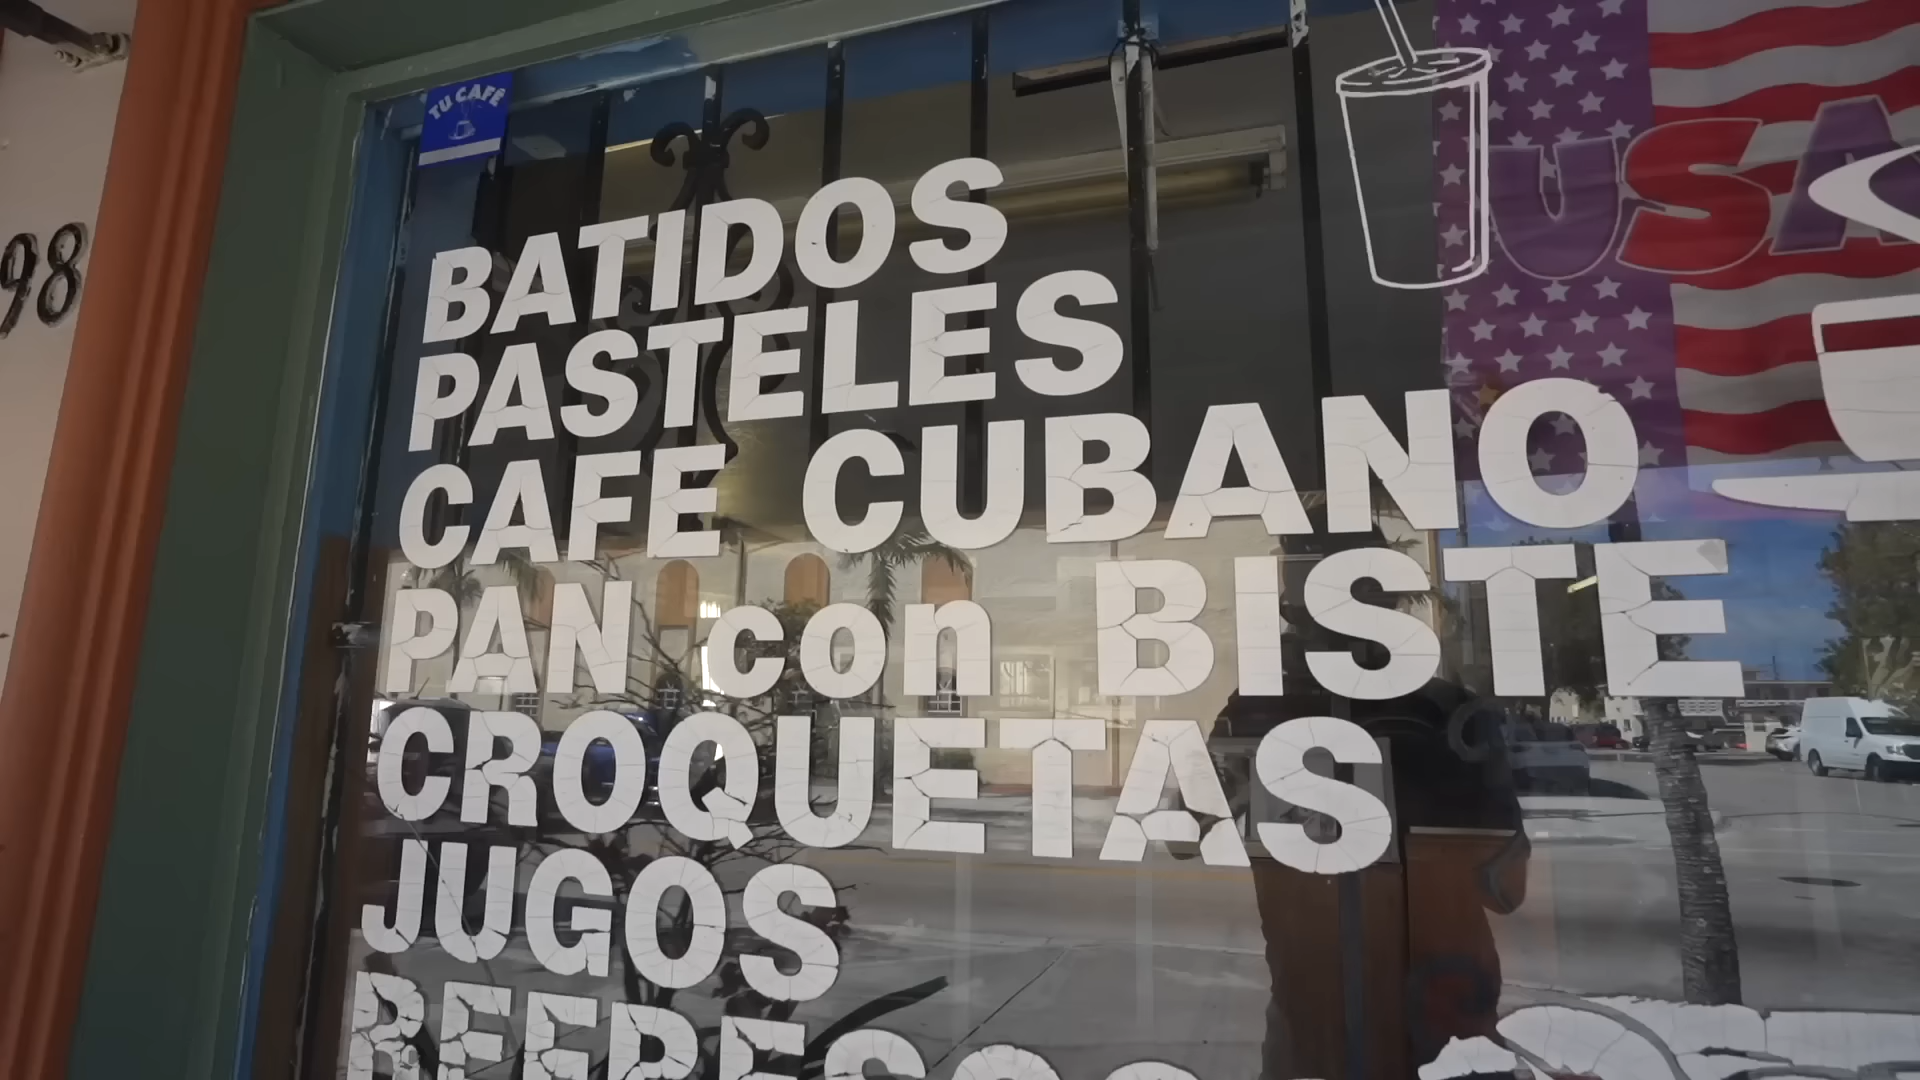 98
TU CAFÉ
USA
BATIDOS
PASTELES
CAFE CUBANO
PAN con BISTE
CROQUETAS
JUGOS